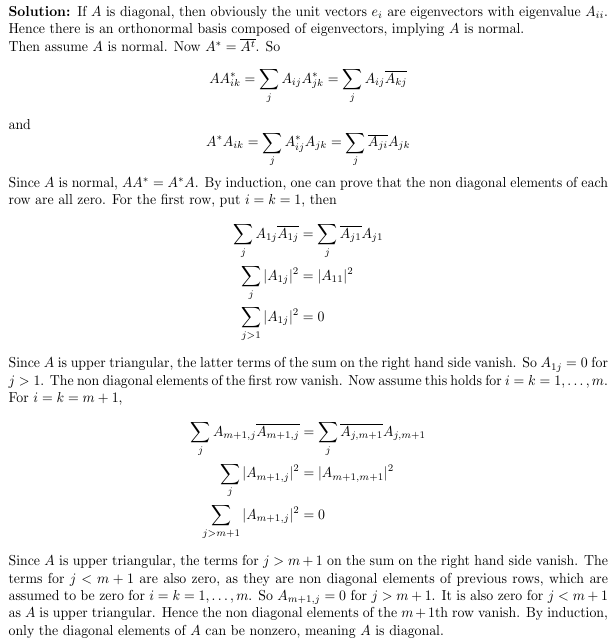 Solution: If A is diagonal, then obviously the unit vectors e_i are eigenvectors with eigenvalue A_{ii}.
Hence there is an orthonormal basis composed of eigenvectors, implying A is normal.
Then assume A is normal. Now A^* = \overline{A^t}. So
AA^*_{ik} = \sum_j A_{ij} A^*_{jk} = \sum_j A_{ij} \overline{A_{kj}}
and
A^*A_{ik} = \sum_j A^*_{ij} A_{jk} = \sum_j \overline{A_{ji}} A_{jk}
Since A is normal, AA^* = A^*A. By induction, one can prove that the non diagonal elements of each
row are all zero. For the first row, put i = k = 1, then
\sum_j A_{1j} \overline{A_{1j}} = \sum_j \overline{A_{j1}} A_{j1}
\sum_j |A_{1j}|^2 = |A_{11}|^2
\sum_{j>1} |A_{1j}|^2 = 0
Since A is upper triangular, the latter terms of the sum on the right hand side vanish. So A_{1j} = 0 for
j > 1. The non diagonal elements of the first row vanish. Now assume this holds for i = k = 1, . . . , m.
For i = k = m + 1,
\sum_j A_{m+1,j} \overline{A_{m+1,j}} = \sum_j \overline{A_{j,m+1}} A_{j,m+1}
\sum_j |A_{m+1,j}|^2 = |A_{m+1,m+1}|^2
\sum_{j>m+1} |A_{m+1,j}|^2 = 0
Since A is upper triangular, the terms for j > m + 1 on the sum on the right hand side vanish. The
terms for j < m + 1 are also zero, as they are non diagonal elements of previous rows, which are
assumed to be zero for i = k = 1, . . . , m. So A_{m+1,j} = 0 for j > m + 1. It is also zero for j < m + 1
as A is upper triangular. Hence the non diagonal elements of the m + 1th row vanish. By induction,
only the diagonal elements of A can be nonzero, meaning A is diagonal.